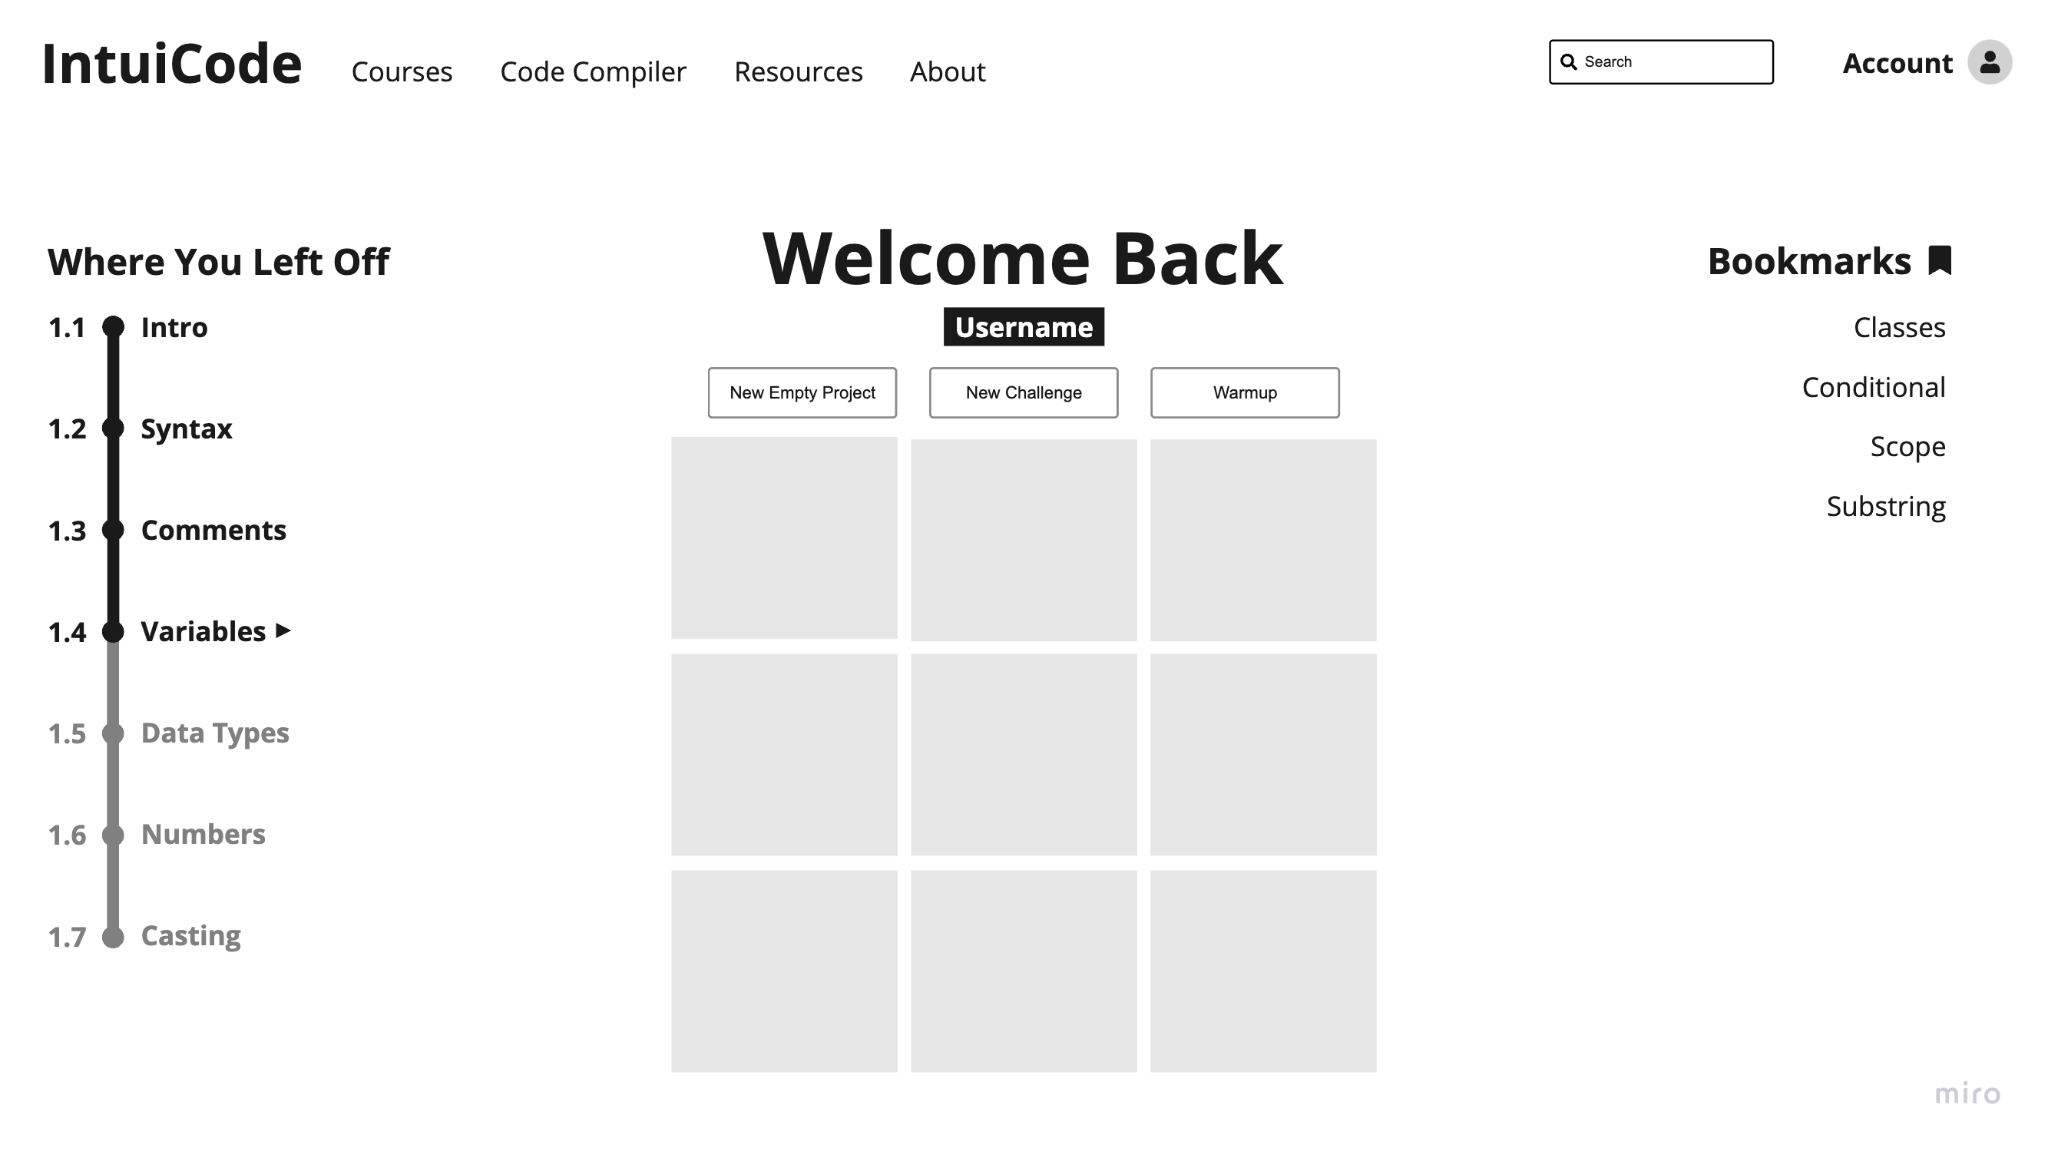 IntuiCode
Courses
Code Compiler
Resources
About
Search
Account
Where You Left Off
1.1 Intro
1.2 Syntax
1.3 Comments
1.4 Variables ▶
1.5 Data Types
1.6 Numbers
1.7 Casting
Welcome Back
Username
New Empty Project
New Challenge
Warmup
Bookmarks
Classes
Conditional
Scope
Substring
miro